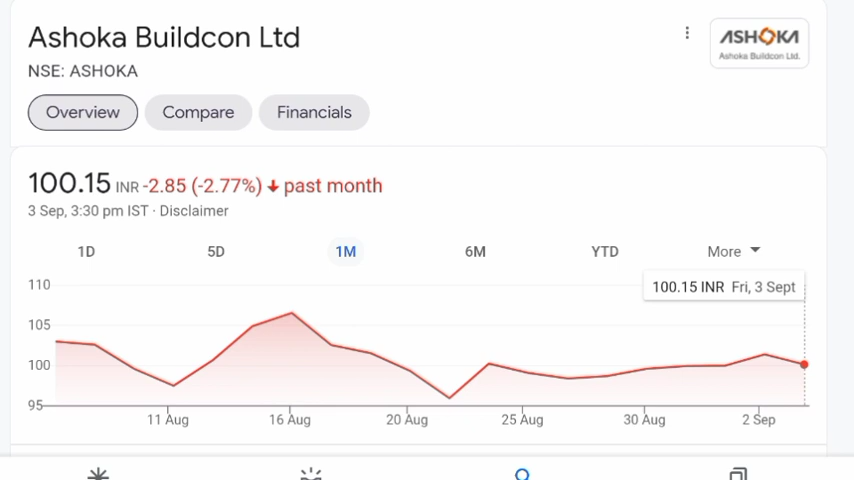 Ashoka Buildcon Ltd
ASHOKA
Ashoka Buildcon Ltd.
NSE: ASHOKA
Overview Compare Financials
100.15 INR -2.85 (-2.77%) past month
3 Sep, 3:30 pm IST · Disclaimer
1D 5D 1M 6M YTD More
100.15 INR Fri, 3 Sept
110
105
100
95
11 Aug 16 Aug 20 Aug 25 Aug 30 Aug 2 Sep